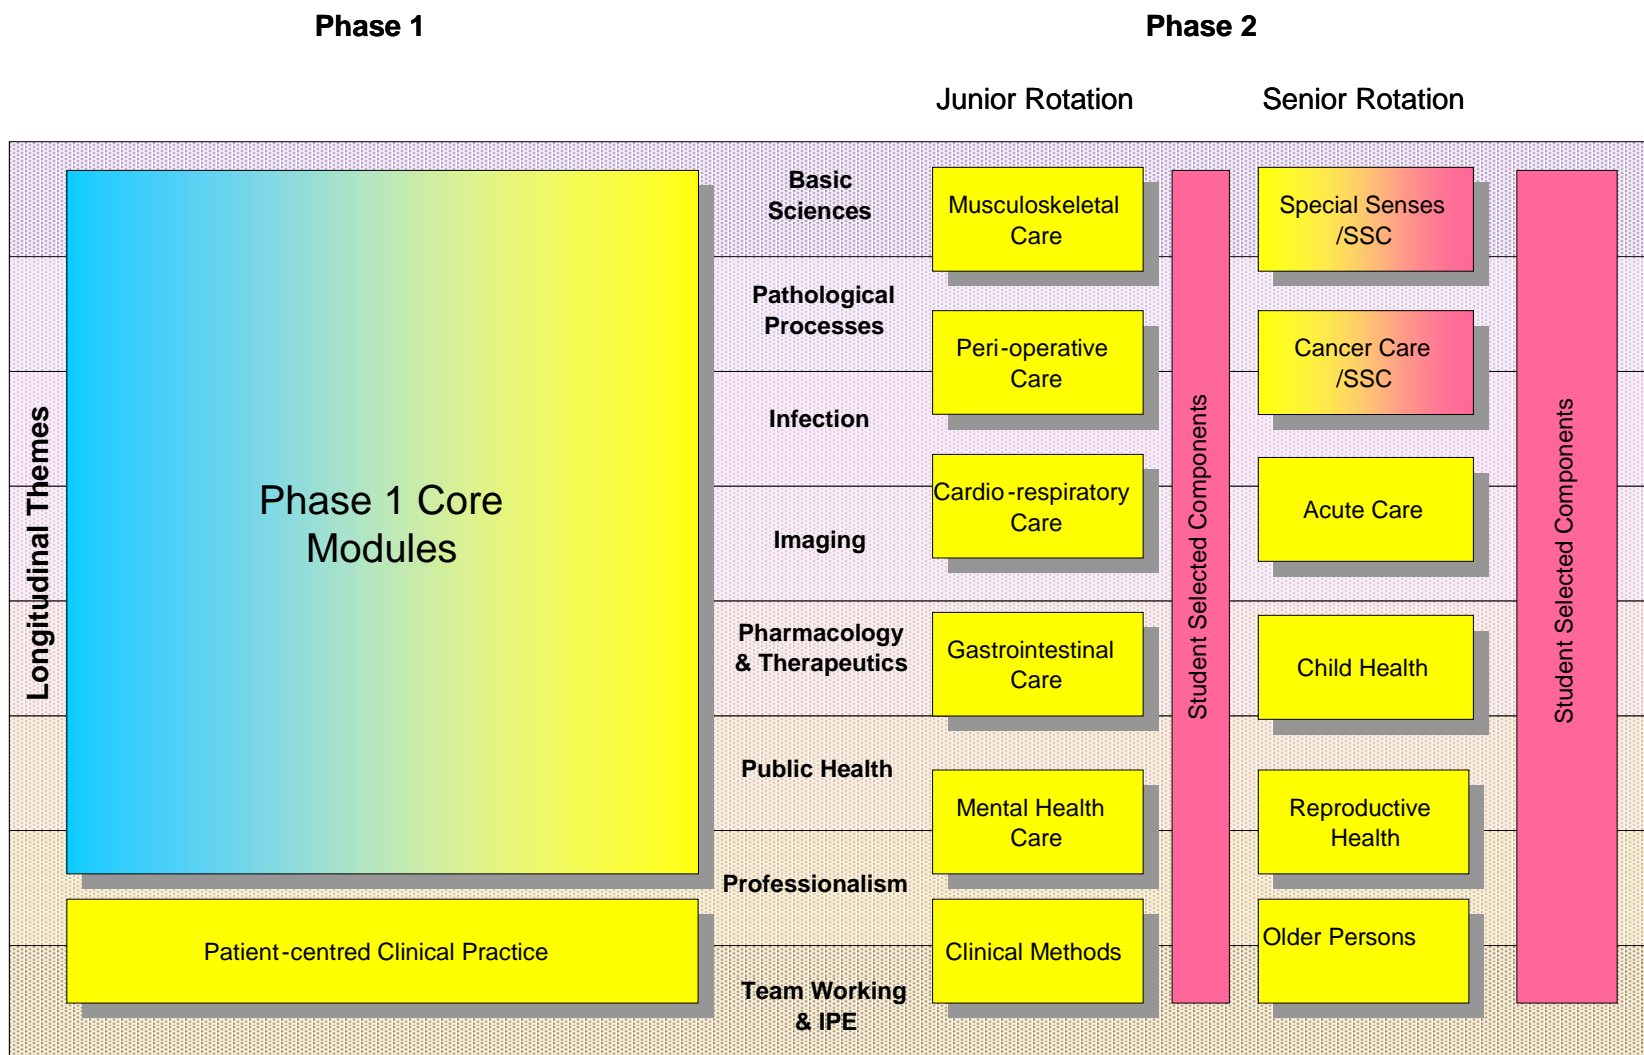 Phase 1
Phase 2
Junior Rotation
Senior Rotation
Longitudinal Themes
Phase 1 Core
Modules
Patient-centred Clinical Practice
Basic
Sciences
Pathological
Processes
Infection
Imaging
Pharmacology
& Therapeutics
Public Health
Professionalism
Team Working
& IPE
Musculoskeletal
Care
Peri-operative
Care
Cardio-respiratory
Care
Gastrointestinal
Care
Mental Health
Care
Clinical Methods
Student Selected Components
Special Senses
/SSC
Cancer Care
/SSC
Acute Care
Child Health
Reproductive
Health
Older Persons
Student Selected Components